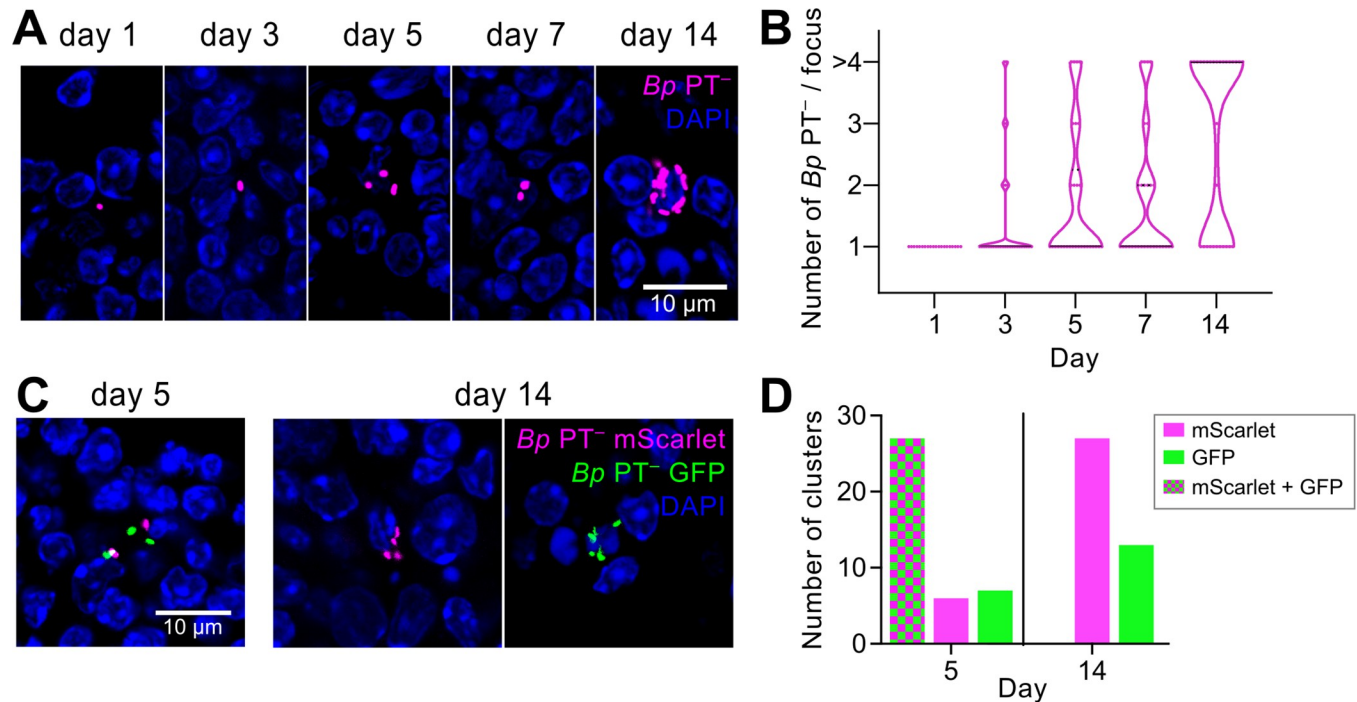 A
day 1 day 3 day 5 day 7 day 14
Bp PT⁻
DAPI
10 µm
B
Number of Bp PT⁻ / focus
>4
3
2
1
1 3 5 7 14
Day
C
day 5 day 14
Bp PT⁻ mScarlet
Bp PT⁻ GFP
DAPI
10 µm
D
Number of clusters
30
20
10
0
5 14
Day
mScarlet
GFP
mScarlet + GFP